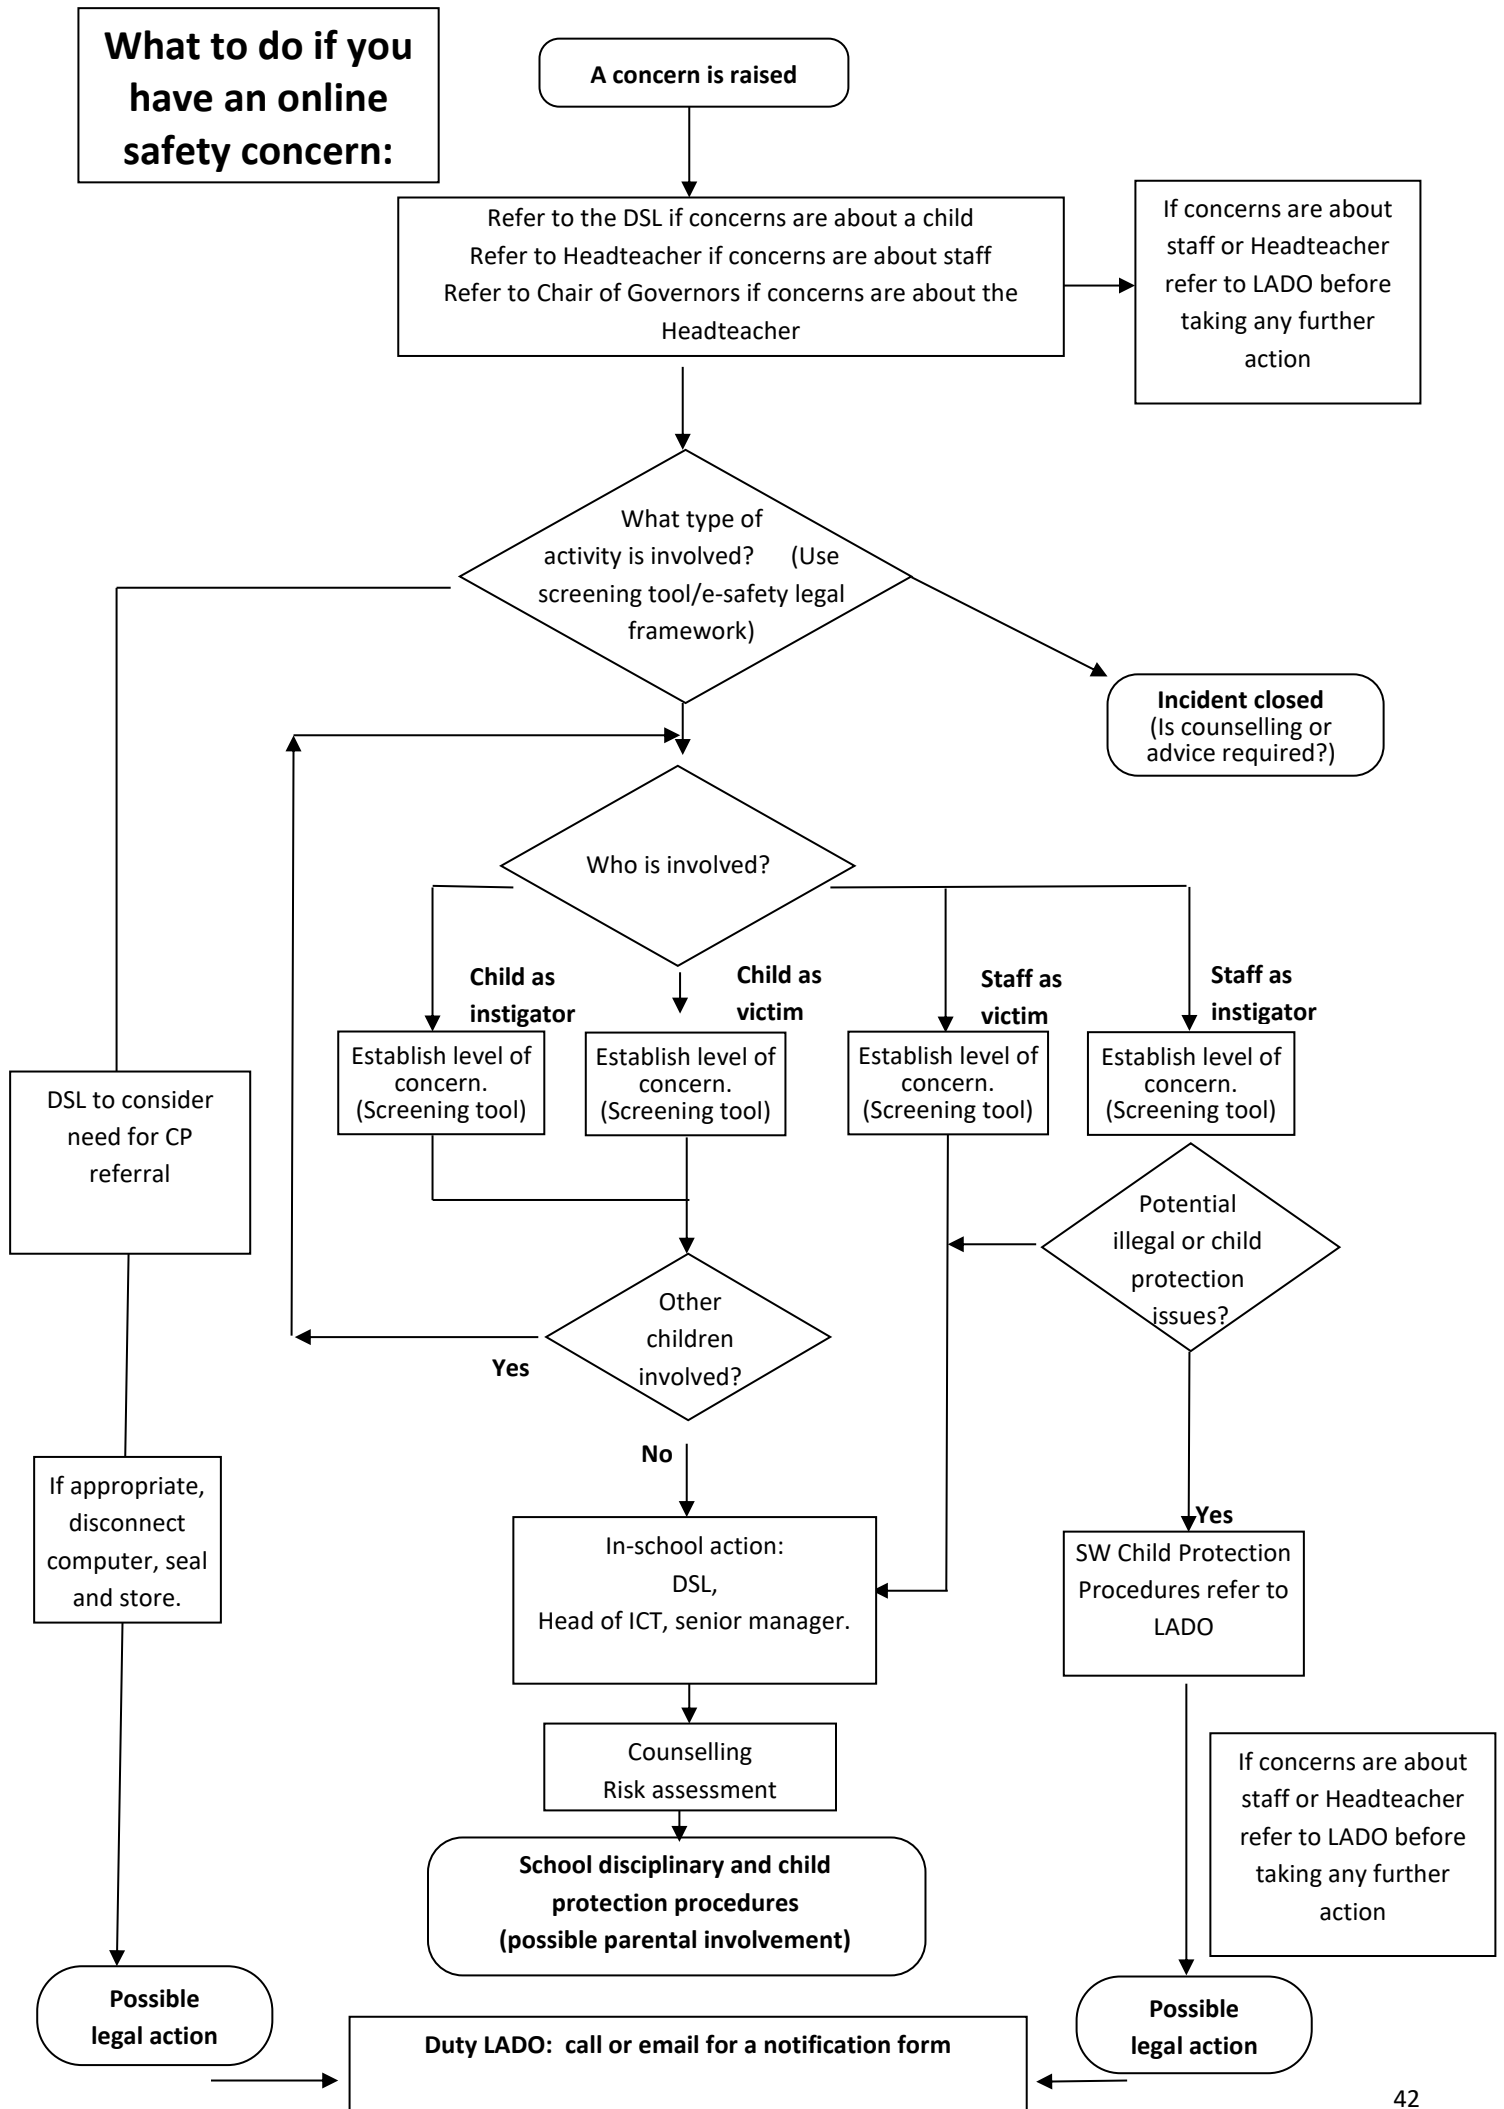 What to do if you
have an online
safety concern:
A concern is raised
Refer to the DSL if concerns are about a child
Refer to Headteacher if concerns are about staff
Refer to Chair of Governors if concerns are about the
Headteacher
If concerns are about
staff or Headteacher
refer to LADO before
taking any further
action
What type of
activity is involved? (Use
screening tool/e-safety legal
framework)
Incident closed
(Is counselling or
advice required?)
Who is involved?
Child as
instigator
Child as
victim
Staff as
victim
Staff as
instigator
Establish level of
concern.
(Screening tool)
Establish level of
concern.
(Screening tool)
Establish level of
concern.
(Screening tool)
Establish level of
concern.
(Screening tool)
DSL to consider
need for CP
referral
Potential
illegal or child
protection
issues?
Other
children
involved?
Yes
No
If appropriate,
disconnect
computer, seal
and store.
In-school action:
DSL,
Head of ICT, senior manager.
Yes
SW Child Protection
Procedures refer to
LADO
Counselling
Risk assessment
If concerns are about
staff or Headteacher
refer to LADO before
taking any further
action
School disciplinary and child
protection procedures
(possible parental involvement)
Possible
legal action
Possible
legal action
Duty LADO: call or email for a notification form
42